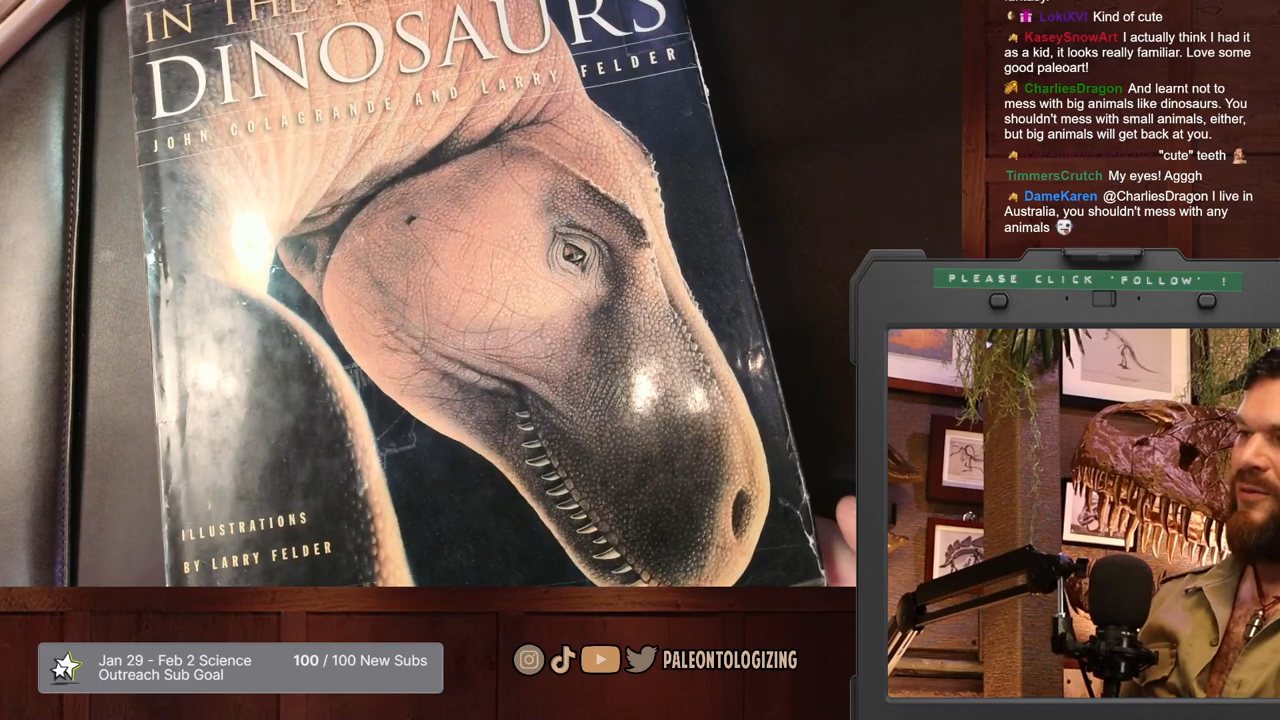 IN THE
DINOSAURS
JOHN COLAGRANDE AND LARRY FELDER
ILLUSTRATIONS
BY LARRY FELDER
LokiXVI Kind of cute
KaseySnowArt I actually think I had it
as a kid, it looks really familiar. Love some
good paleoart!
CharliesDragon And learnt not to
mess with big animals like dinosaurs. You
shouldn't mess with small animals, either,
but big animals will get back at you.
"cute" teeth
TimmersCrutch My eyes! Agggh
DameKaren @CharliesDragon I live in
Australia, you shouldn't mess with any
animals
PLEASE CLICK "FOLLOW" !
Jan 29 - Feb 2 Science
Outreach Sub Goal
100 / 100 New Subs
PALEONTOLOGIZING